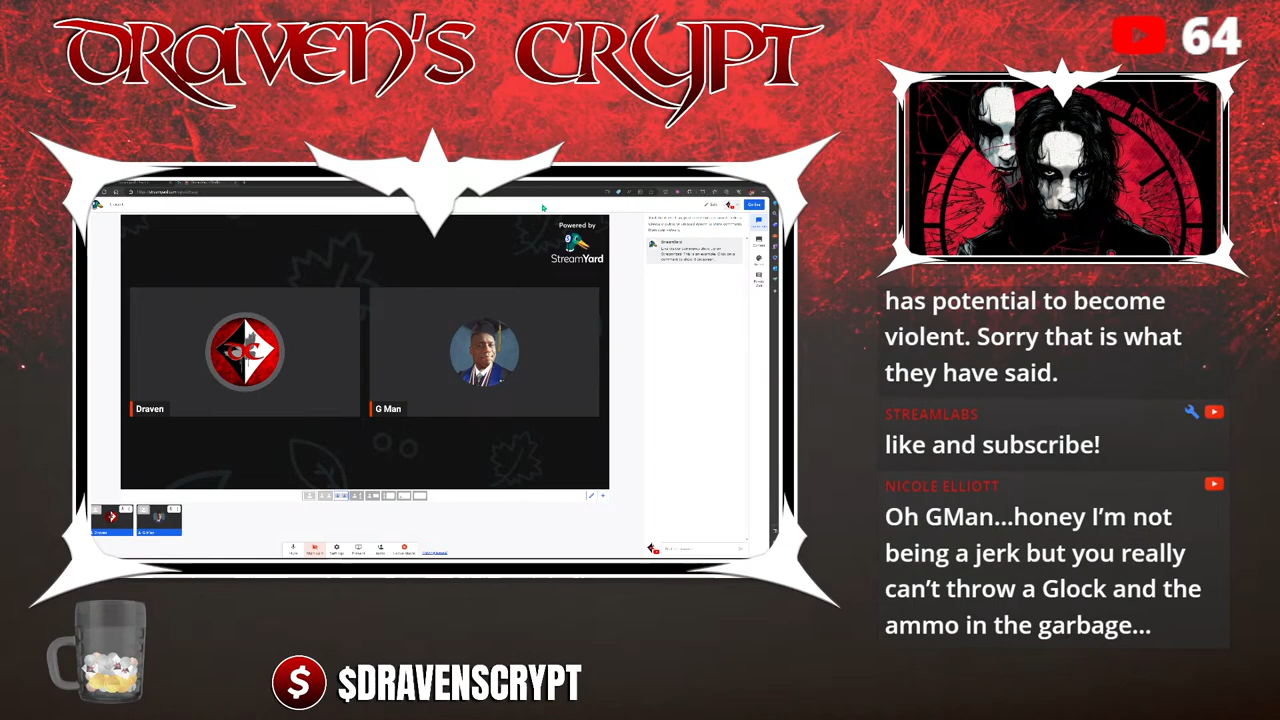 DRAVEN'S CRYPT
64
Powered by
StreamYard
Draven
G Man
has potential to become
violent. Sorry that is what
they have said.
STREAMLABS
like and subscribe!
NICOLE ELLIOTT
Oh GMan...honey I'm not
being a jerk but you really
can't throw a Glock and the
ammo in the garbage...
$
$DRAVENSCRYPT